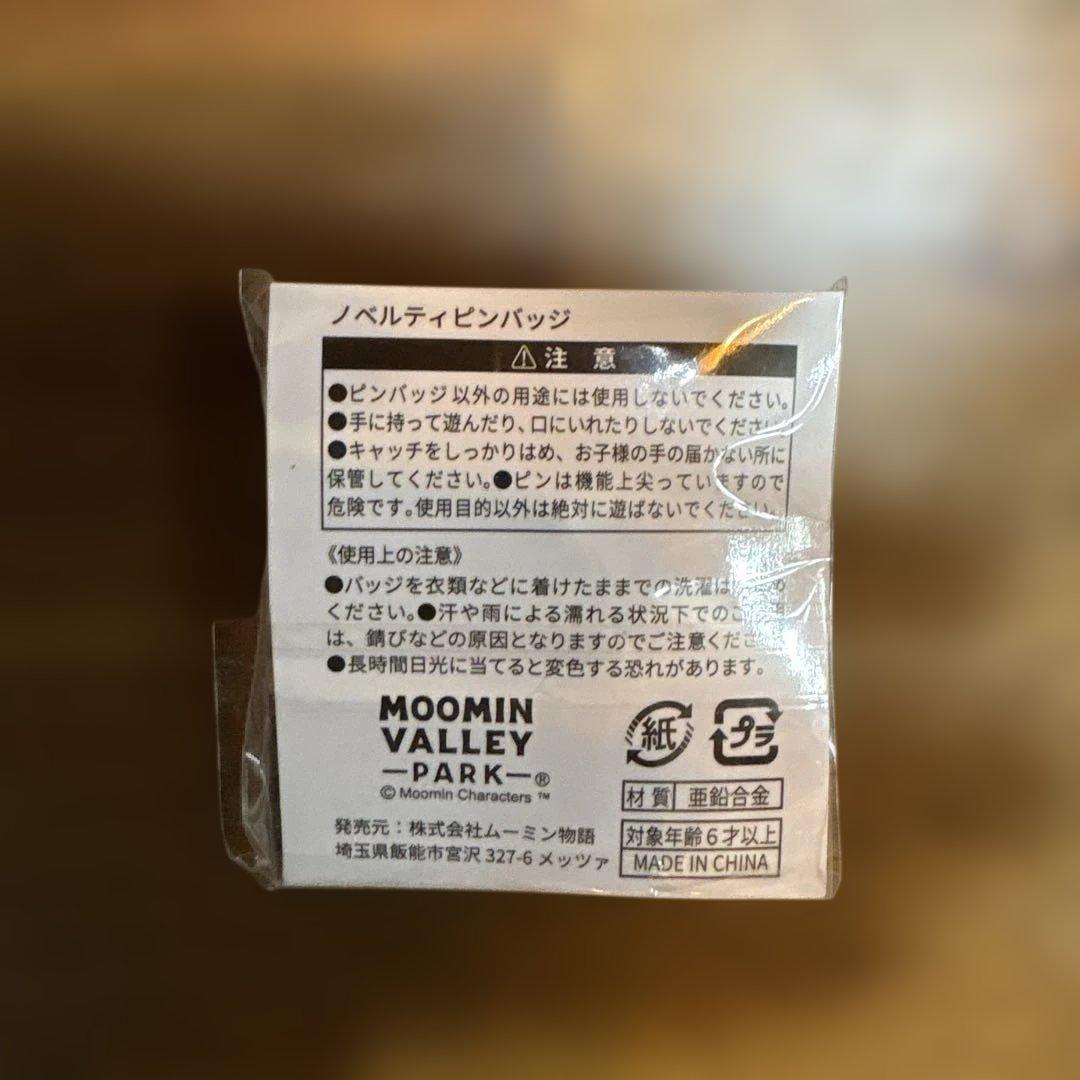 ノベルティピンバッジ
⚠注 意
●ピンバッジ以外の用途には使用しないでください。
●手に持って遊んだり、口にいれたりしないでください。
●キャッチをしっかりはめ、お子様の手の届かない所に
保管してください。●ピンは機能上尖っていますので
危険です。使用目的以外は絶対に遊ばないでください。
《使用上の注意》
●バッジを衣類などに着けたままでの洗濯は
ください。●汗や雨による濡れる状況下でのご
は、錆びなどの原因となりますのでご注意くださ
●長時間日光に当てると変色する恐れがあります。
MOOMIN
VALLEY
—PARK—®
© Moomin Characters ™
紙 プラ
材質 亜鉛合金
発売元：株式会社ムーミン物語
埼玉県飯能市宮沢 327-6 メッツァ
対象年齢6才以上
MADE IN CHINA